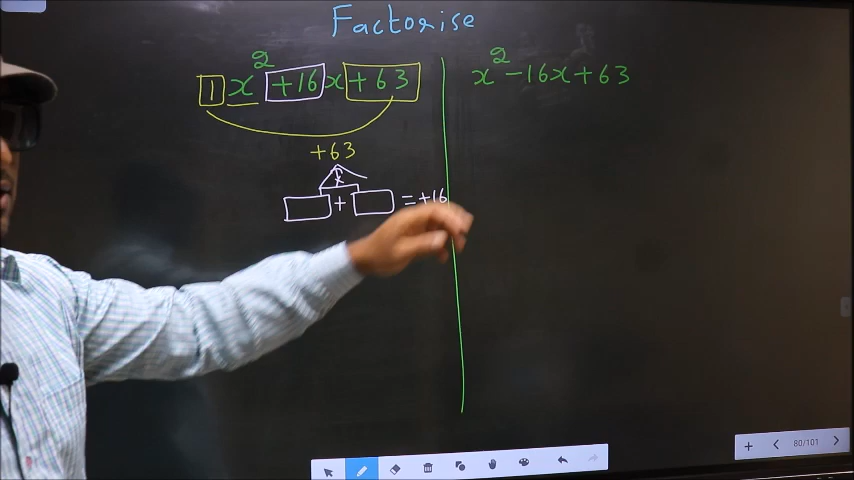 Factorise
1x² +16x +63
+63
x
+ = +16
x² -16x + 63
80/101